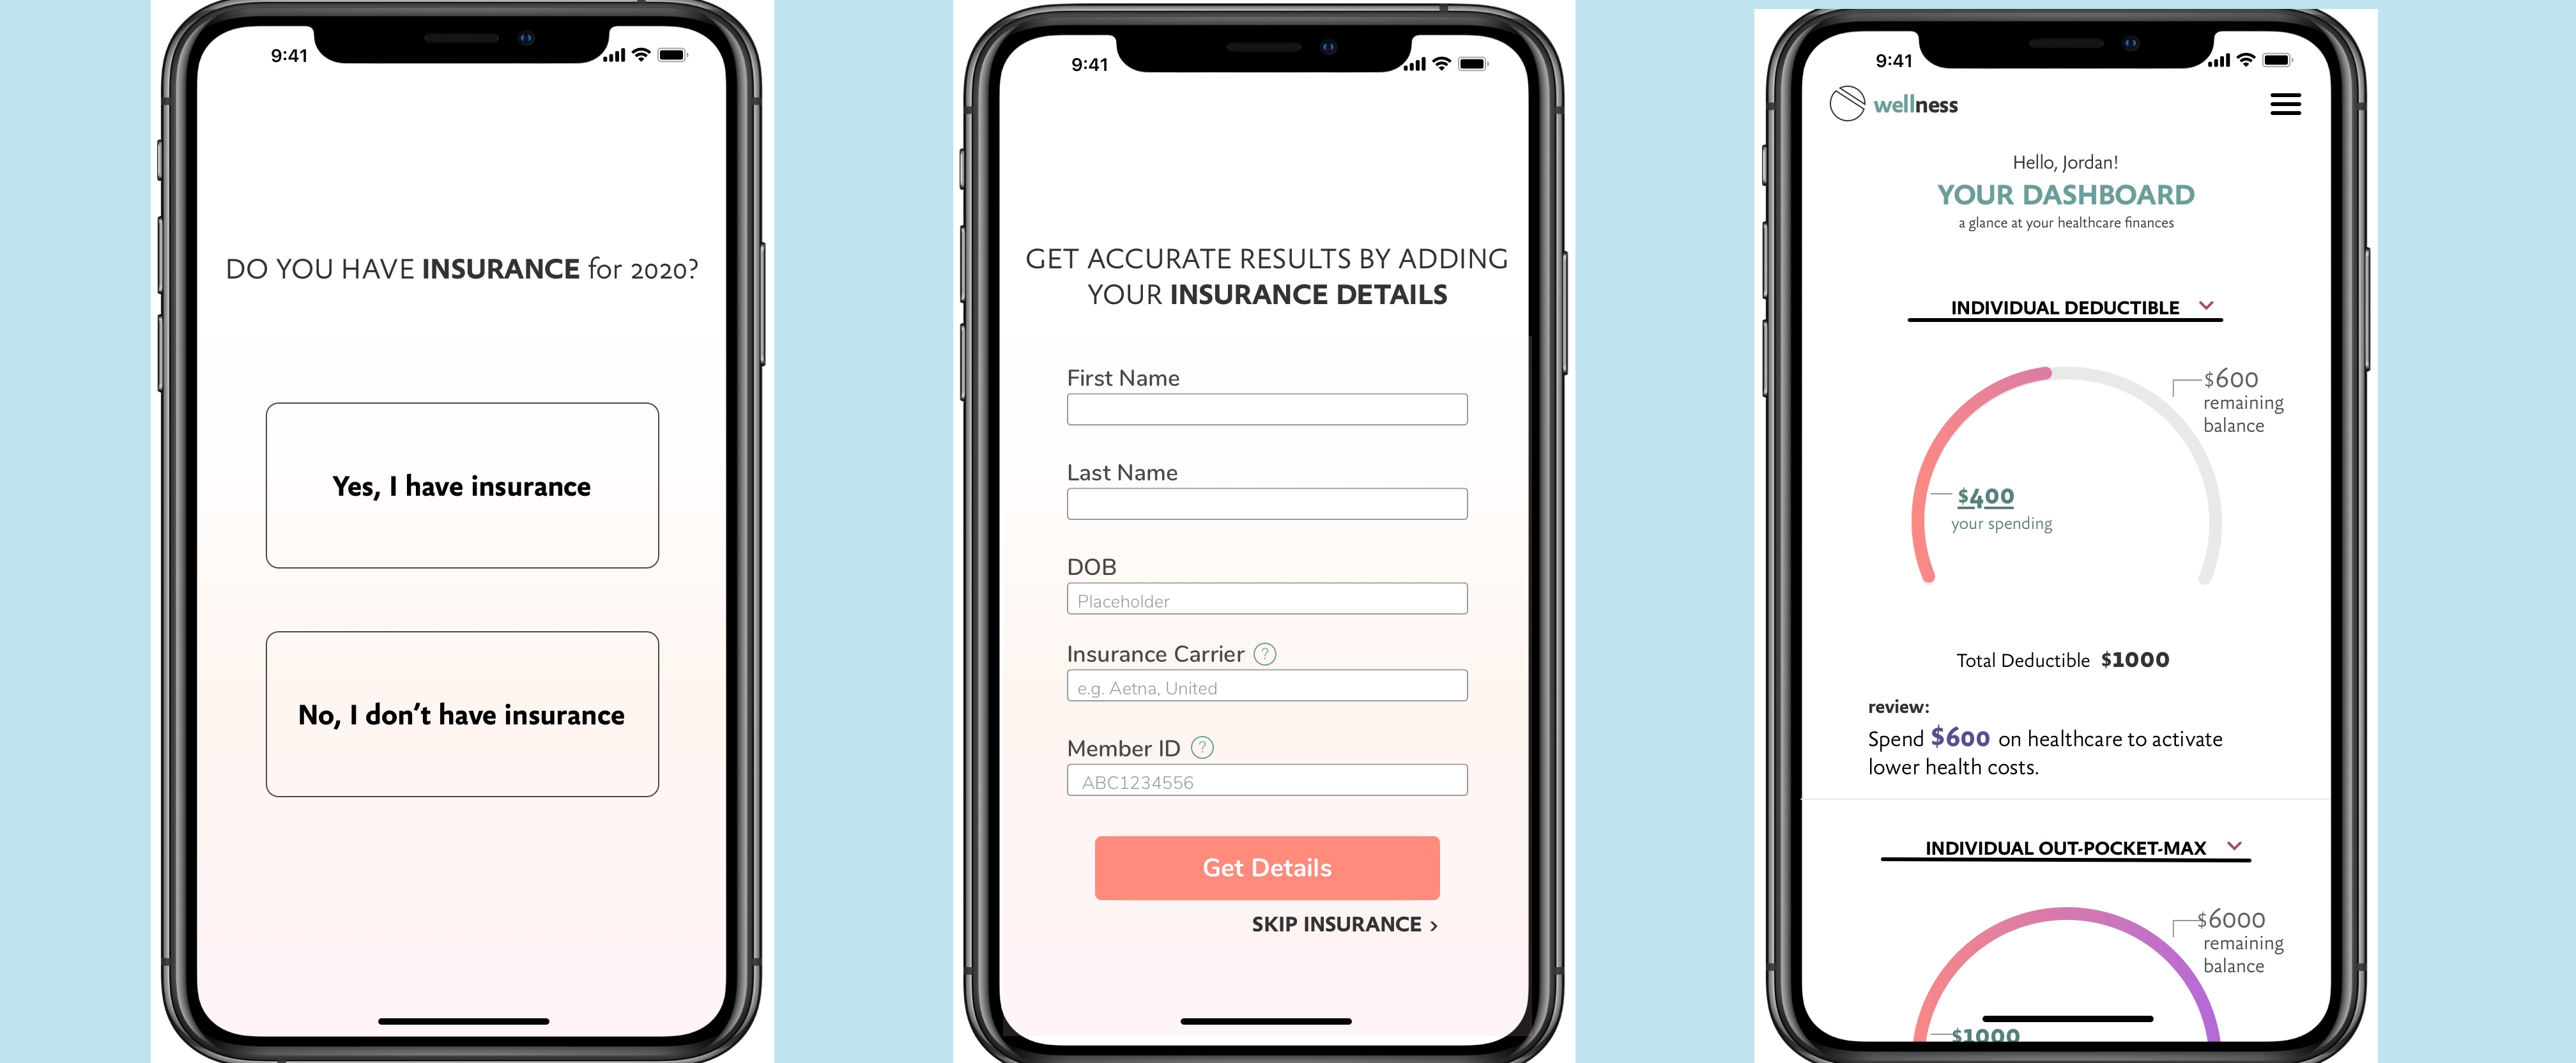 9:41
DO YOU HAVE INSURANCE for 2020?
Yes, I have insurance
No, I don't have insurance
9:41
GET ACCURATE RESULTS BY ADDING
YOUR INSURANCE DETAILS
First Name
Last Name
DOB
Placeholder
Insurance Carrier ?
e.g. Aetna, United
Member ID ?
ABC1234556
Get Details
SKIP INSURANCE >
9:41
wellness
Hello, Jordan!
YOUR DASHBOARD
a glance at your healthcare finances
INDIVIDUAL DEDUCTIBLE
$600
remaining
balance
$400
your spending
Total Deductible $1000
review:
Spend $600 on healthcare to activate
lower health costs.
INDIVIDUAL OUT-POCKET-MAX
$6000
remaining
balance
$1000